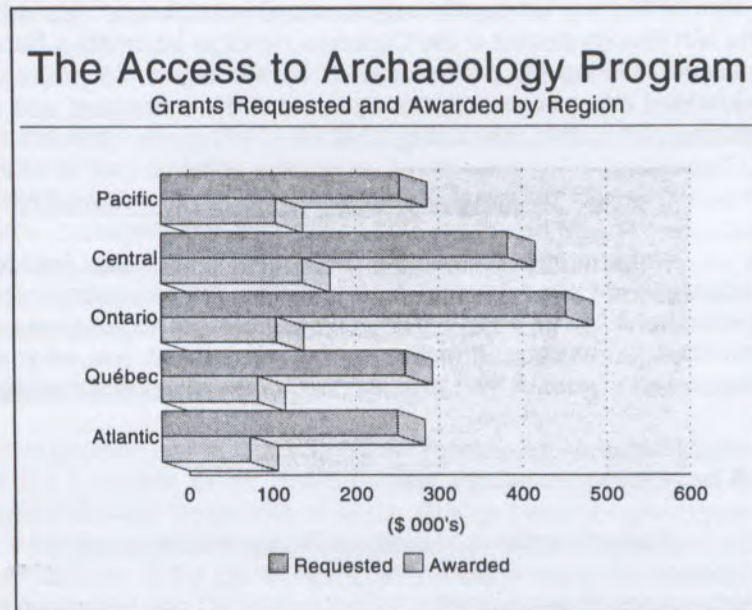 The Access to Archaeology Program
Grants Requested and Awarded by Region
Pacific
Central
Ontario
Québec
Atlantic
0 100 200 300 400 500 600
($ 000's)
Requested Awarded